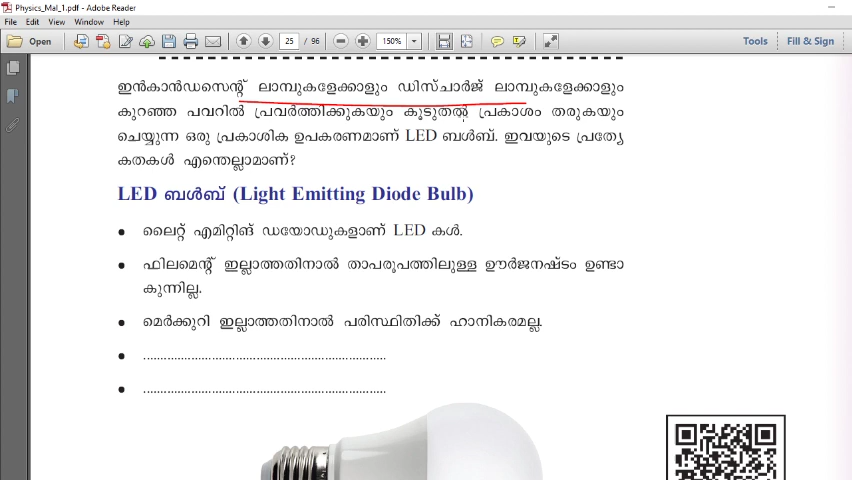 Physics_Mal_1.pdf - Adobe Reader
File Edit View Window Help
Open 25 / 96 150% Tools Fill & Sign
ഇൻകാൻഡസെന്റ് ലാമ്പുകളേക്കാളും ഡിസ്ചാർജ് ലാമ്പുകളേക്കാളും
കുറഞ്ഞ പവറിൽ പ്രവർത്തിക്കുകയും കൂടുതൽ പ്രകാശം തരുകയും
ചെയ്യുന്ന ഒരു പ്രകാശിക ഉപകരണമാണ് LED ബൾബ്. ഇവയുടെ പ്രത്യേ
കതകൾ എന്തെല്ലാമാണ്?
LED ബൾബ് (Light Emitting Diode Bulb)
• ലൈറ്റ് എമിറ്റിങ് ഡയോഡുകളാണ് LED കൾ.
• ഫിലമെന്റ് ഇല്ലാത്തതിനാൽ താപരൂപത്തിലുള്ള ഊർജനഷ്ടം ഉണ്ടാ
കുന്നില്ല.
• മെർക്കുറി ഇല്ലാത്തതിനാൽ പരിസ്ഥിതിക്ക് ഹാനികരമല്ല.
• ......................................................................
• ......................................................................